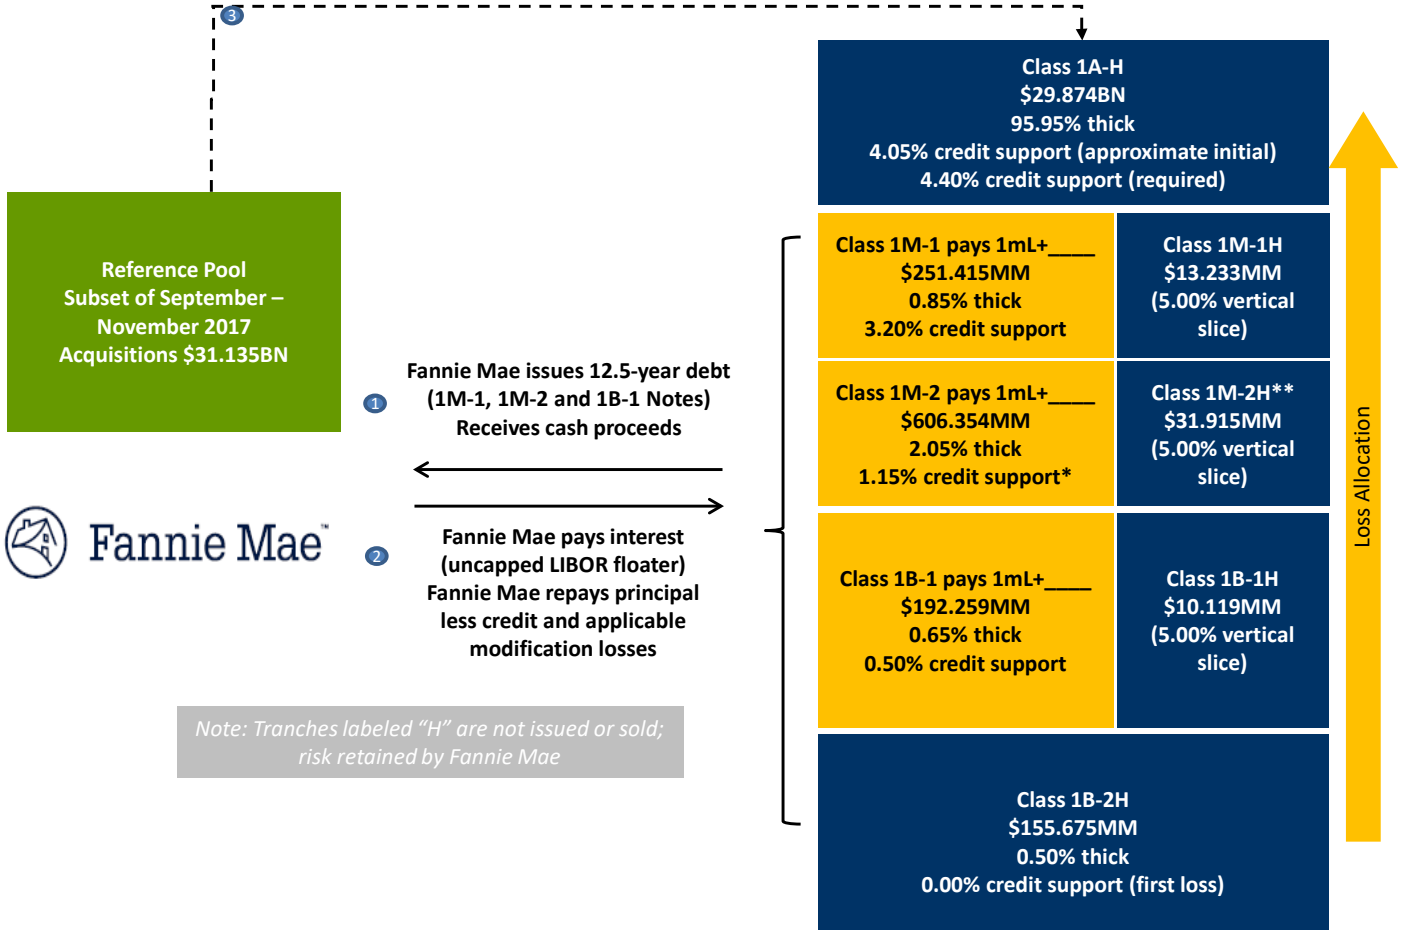 3
Class 1A-H
$29.874BN
95.95% thick
4.05% credit support (approximate initial)
4.40% credit support (required)
Reference Pool
Subset of September –
November 2017
Acquisitions $31.135BN
Class 1M-1 pays 1mL+____
$251.415MM
0.85% thick
3.20% credit support
Class 1M-1H
$13.233MM
(5.00% vertical
slice)
1
Fannie Mae issues 12.5-year debt
(1M-1, 1M-2 and 1B-1 Notes)
Receives cash proceeds
Class 1M-2 pays 1mL+____
$606.354MM
2.05% thick
1.15% credit support*
Class 1M-2H**
$31.915MM
(5.00% vertical
slice)
Loss Allocation
Fannie Mae™
2
Fannie Mae pays interest
(uncapped LIBOR floater)
Fannie Mae repays principal
less credit and applicable
modification losses
Class 1B-1 pays 1mL+____
$192.259MM
0.65% thick
0.50% credit support
Class 1B-1H
$10.119MM
(5.00% vertical
slice)
Note: Tranches labeled “H” are not issued or sold;
risk retained by Fannie Mae
Class 1B-2H
$155.675MM
0.50% thick
0.00% credit support (first loss)